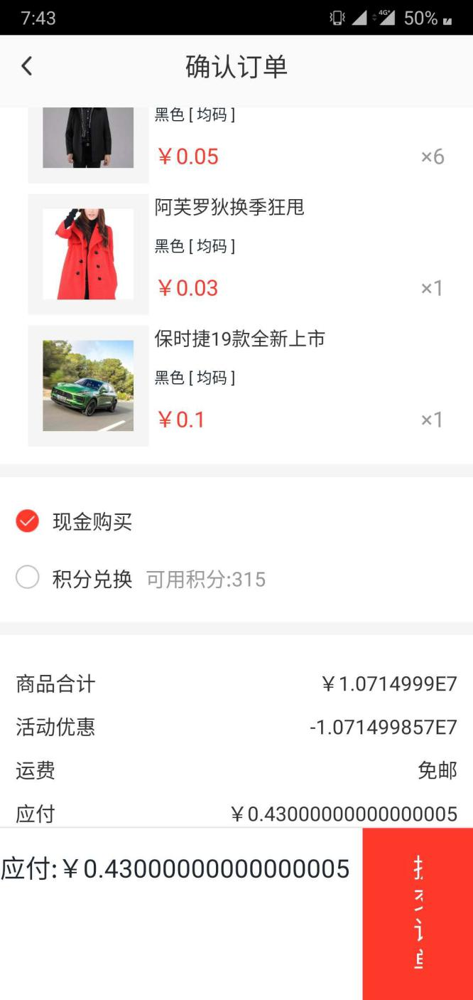 7:43
4G+ 50%
确认订单
黑色 [ 均码 ]
￥0.05 ×6
阿芙罗狄换季狂甩
黑色 [ 均码 ]
￥0.03 ×1
保时捷19款全新上市
黑色 [ 均码 ]
￥0.1 ×1
现金购买
积分兑换 可用积分:315
商品合计 ￥1.0714999E7
活动优惠 -1.071499857E7
运费 免邮
应付 ￥0.43000000000000005
应付:￥0.43000000000000005